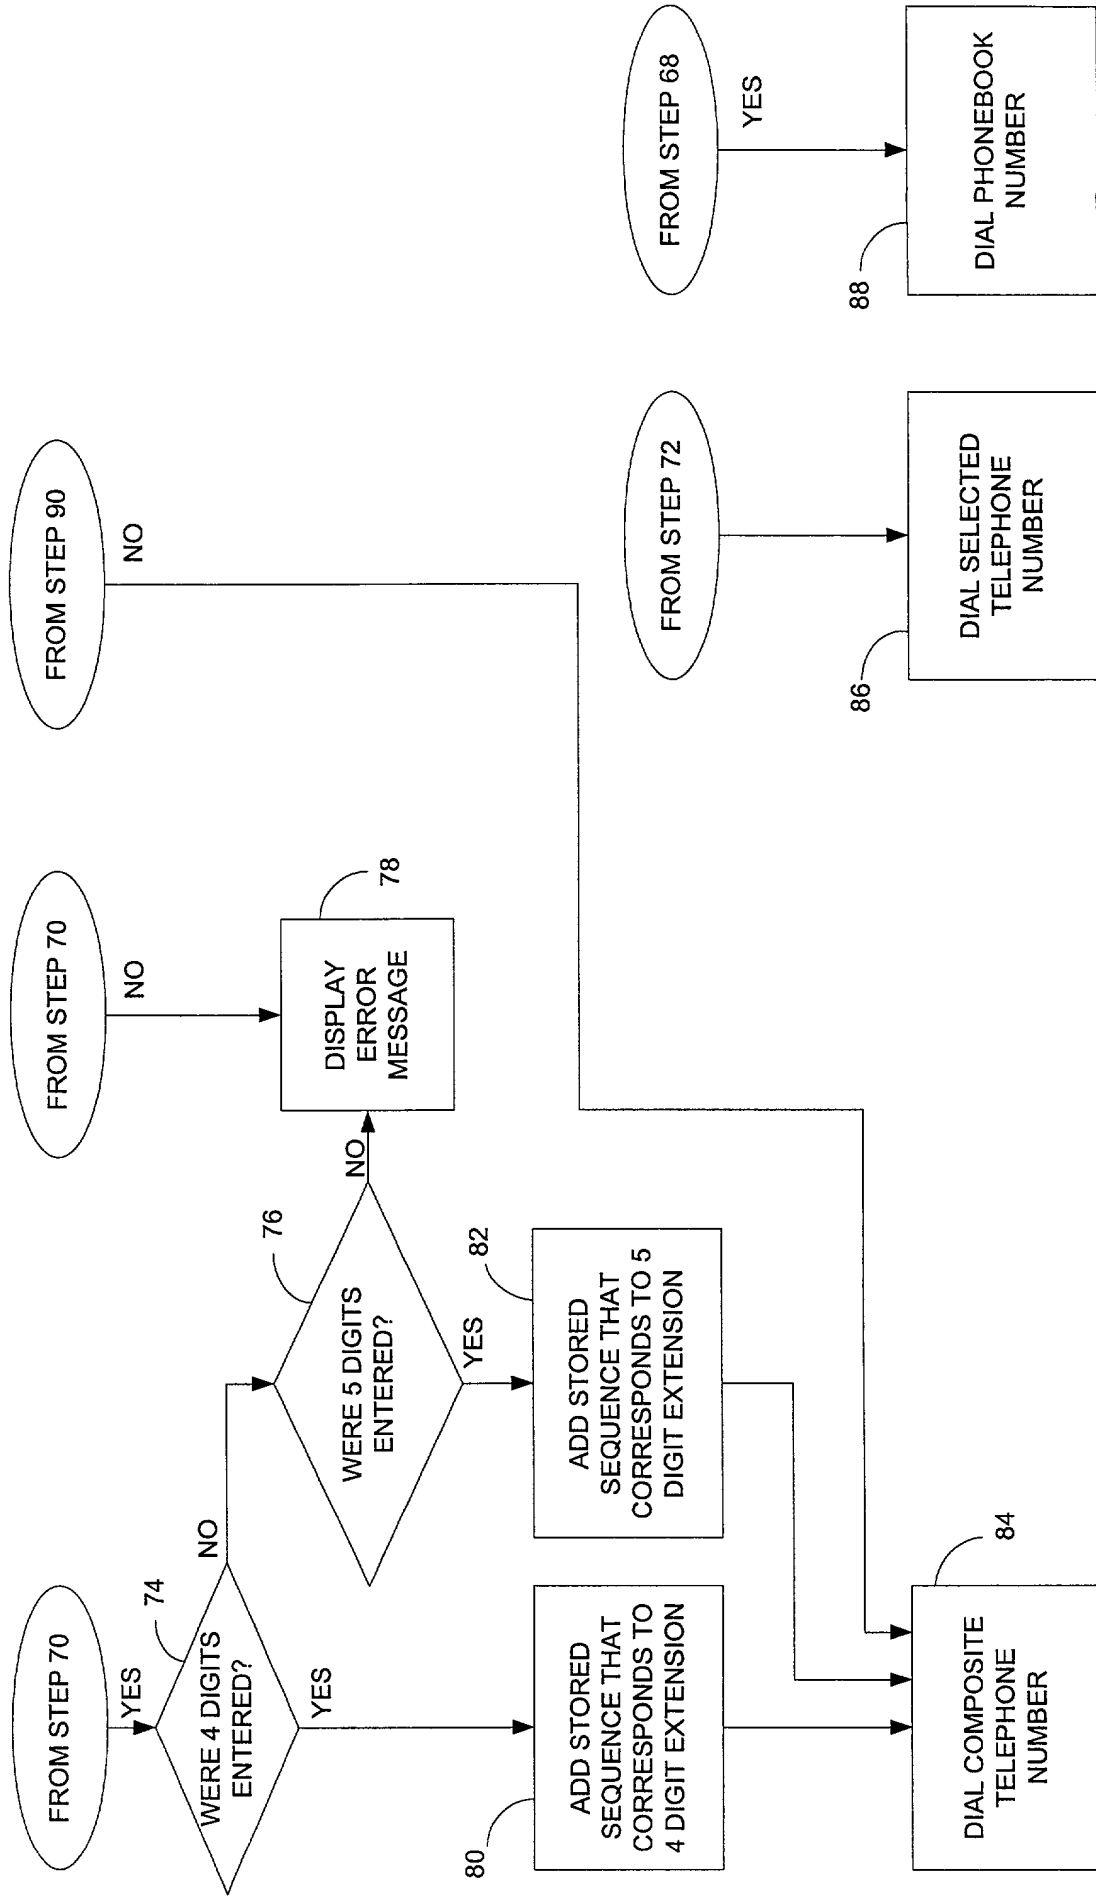 FROM STEP 70
YES
WERE 4 DIGITS
ENTERED?
74
NO
YES
ADD STORED
SEQUENCE THAT
CORRESPONDS TO
4 DIGIT EXTENSION
80
WERE 5 DIGITS
ENTERED?
76
NO
YES
ADD STORED
SEQUENCE THAT
CORRESPONDS TO 5
DIGIT EXTENSION
82
FROM STEP 70
NO
DISPLAY
ERROR
MESSAGE
78
FROM STEP 90
NO
DIAL COMPOSITE
TELEPHONE
NUMBER
84
FROM STEP 72
DIAL SELECTED
TELEPHONE
NUMBER
86
FROM STEP 68
YES
DIAL PHONEBOOK
NUMBER
88